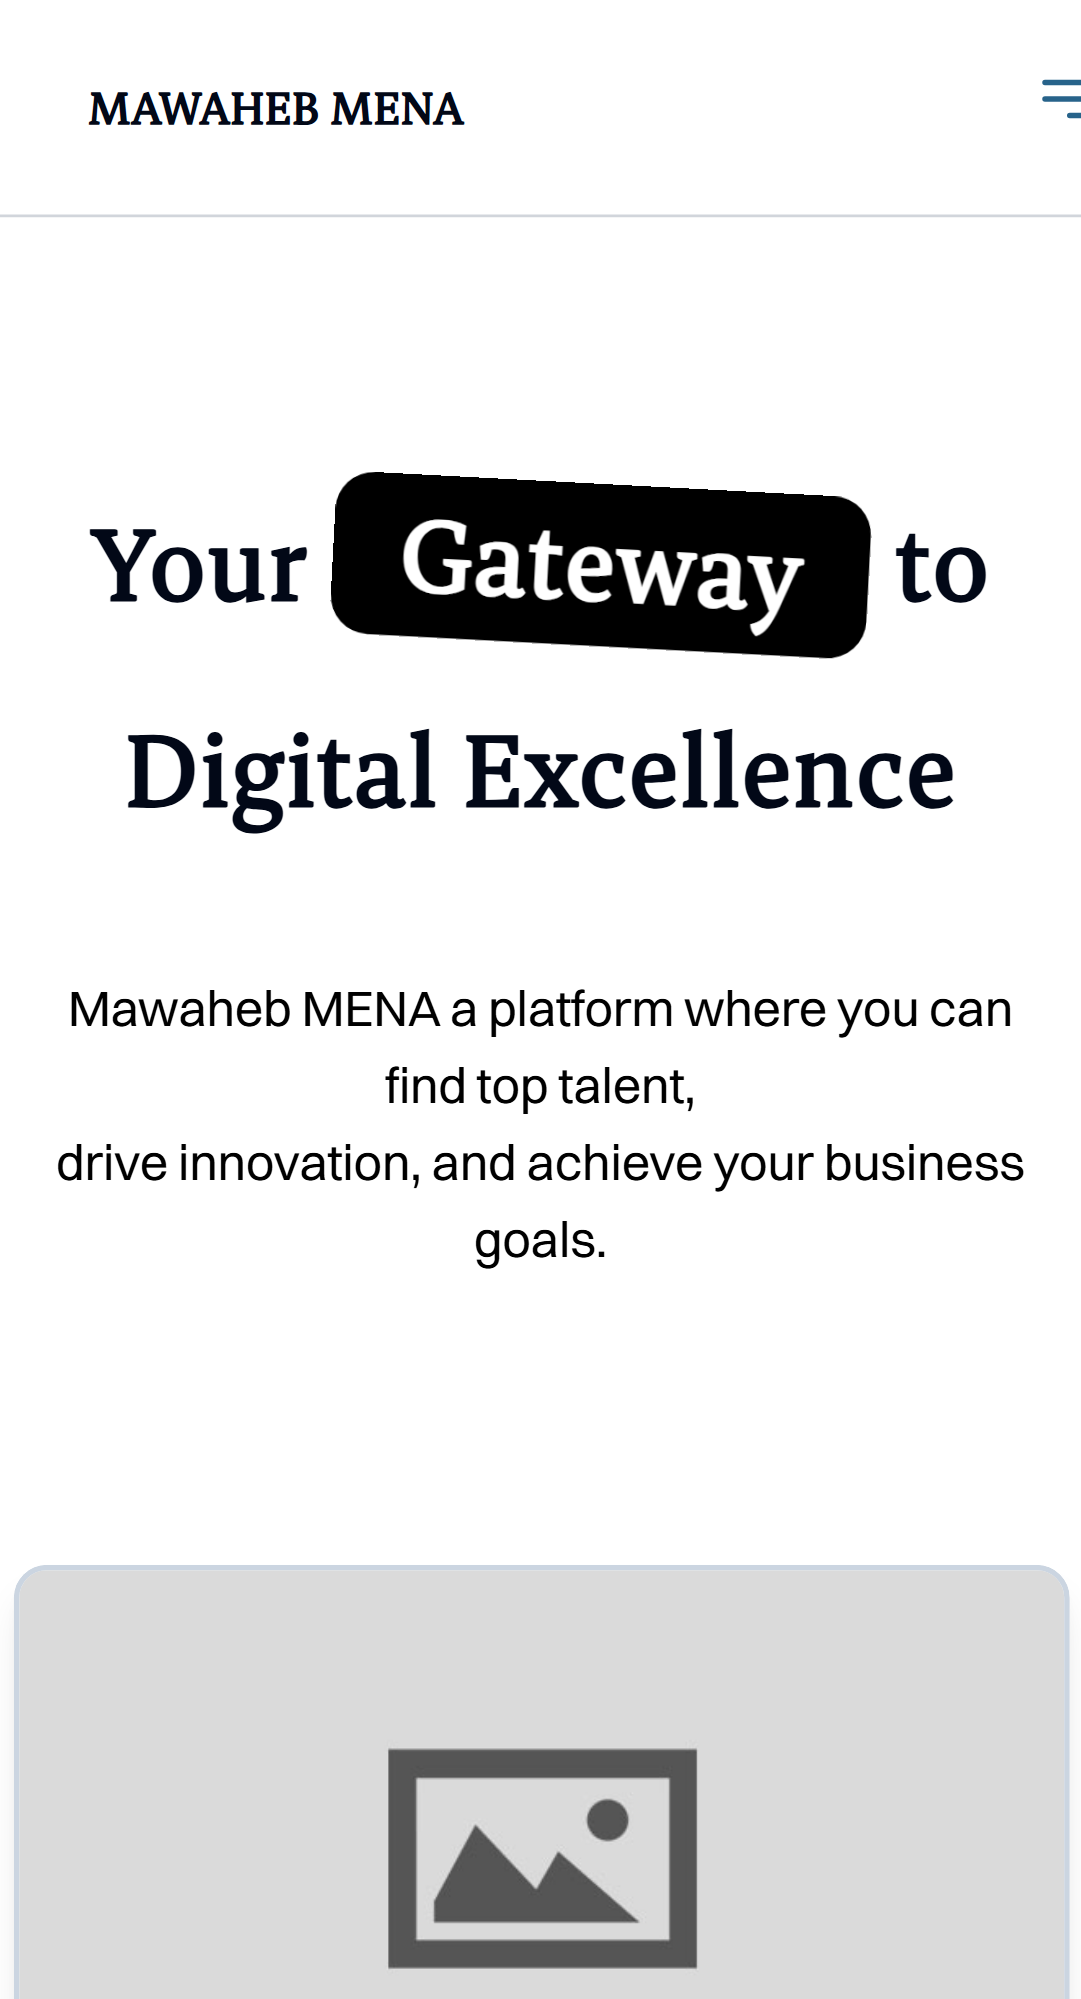 MAWAHEB MENA
Your Gateway to
Digital Excellence
Mawaheb MENA a platform where you can
find top talent,
drive innovation, and achieve your business
goals.